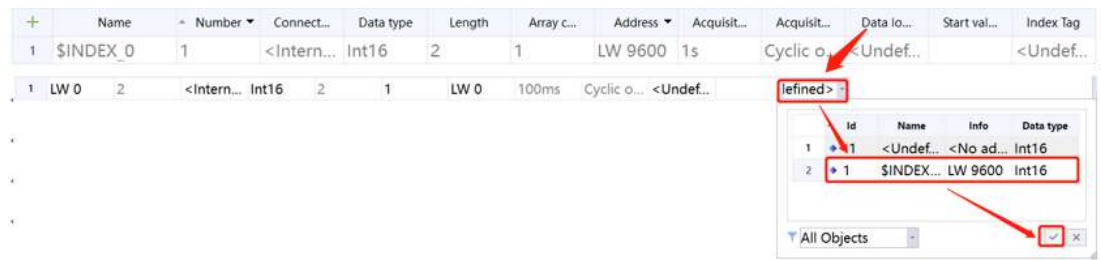 + Name Number Connect... Data type Length Array c... Address Acquisit... Acquisit... Data lo... Start val... Index Tag
1 $INDEX_0 1 <Intern... Int16 2 1 LW 9600 1s Cyclic o... <Undef... <Undef...
1 LW 0 2 <Intern... Int16 2 1 LW 0 100ms Cyclic o... <Undef... lefined>
Id Name Info Data type
1 1 <Undef... <No ad... Int16
2 1 $INDEX... LW 9600 Int16
All Objects